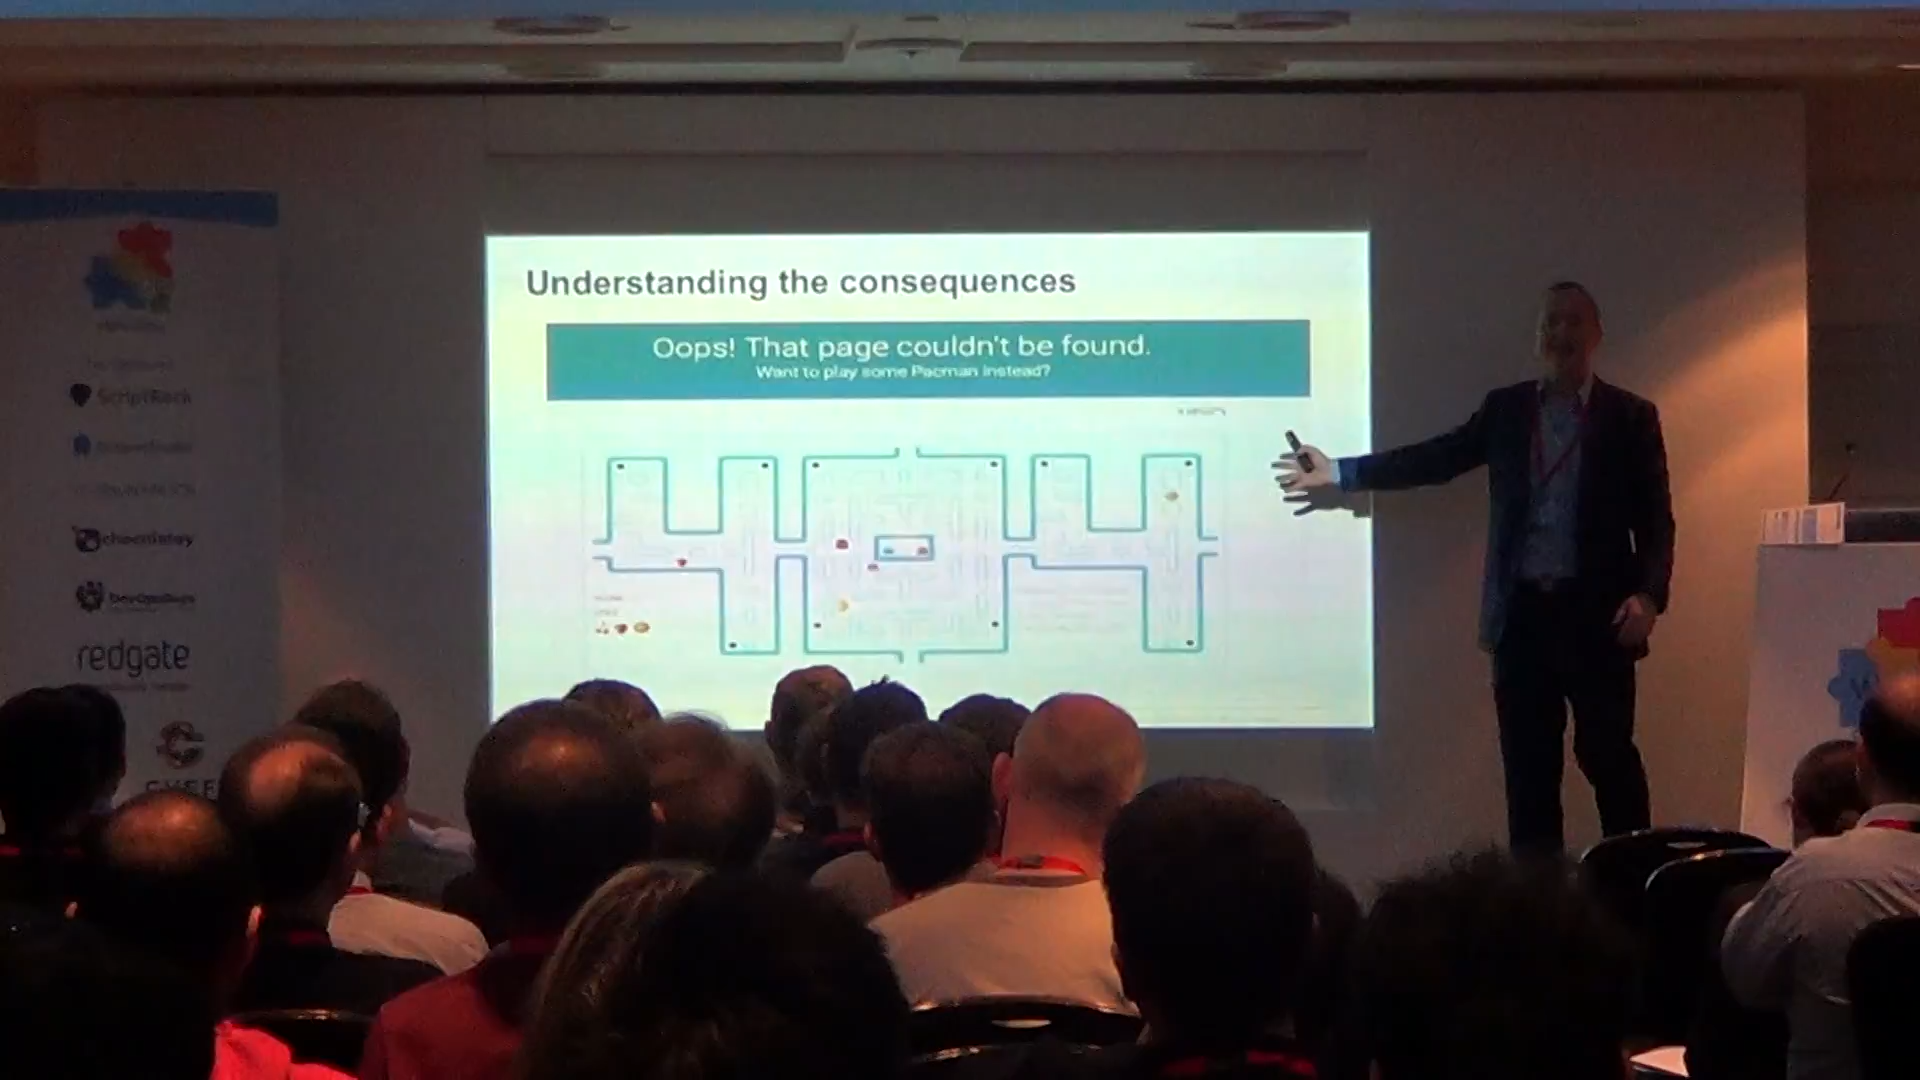 Understanding the consequences
Oops! That page couldn't be found.
Want to play some Pacman instead?
ScriptRock
chocolatey
DevOpsGuys
redgate
CHEF